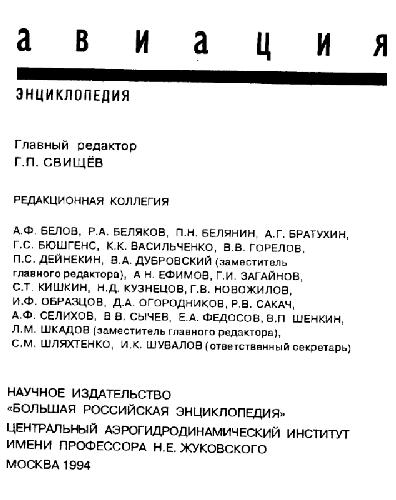 авиация
ЭНЦИКЛОПЕДИЯ
Главный редактор
Г.П. СВИЩЁВ
РЕДАКЦИОННАЯ КОЛЛЕГИЯ
А.Ф. БЕЛОВ, Р.А. БЕЛЯКОВ, П.Н. БЕЛЯНИН, А.Г. БРАТУХИН,
Г.С. БЮШГЕНС, К.К. ВАСИЛЬЧЕНКО, В.В. ГОРЕЛОВ,
П.С. ДЕЙНЕКИН, В.А. ДУБРОВСКИЙ (заместитель
главного редактора), А Н. ЕФИМОВ, Г.И. ЗАГАЙНОВ,
С.Т. КИШКИН, Н.Д. КУЗНЕЦОВ, Г.В. НОВОЖИЛОВ,
И.Ф. ОБРАЗЦОВ, Д.А. ОГОРОДНИКОВ, Р.В. САКАЧ,
А.Ф. СЕЛИХОВ, В В. СЫЧЕВ, Е.А. ФЕДОСОВ, В.П ШЕНКИН,
Л.М. ШКАДОВ (заместитель главного редактора),
С.М. ШЛЯХТЕНКО, И.К. ШУВАЛОВ (ответственный секретарь)
НАУЧНОЕ ИЗДАТЕЛЬСТВО
«БОЛЬШАЯ РОССИЙСКАЯ ЭНЦИКЛОПЕДИЯ»
ЦЕНТРАЛЬНЫЙ АЭРОГИДРОДИНАМИЧЕСКИЙ ИНСТИТУТ
ИМЕНИ ПРОФЕССОРА Н.Е. ЖУКОВСКОГО
МОСКВА 1994